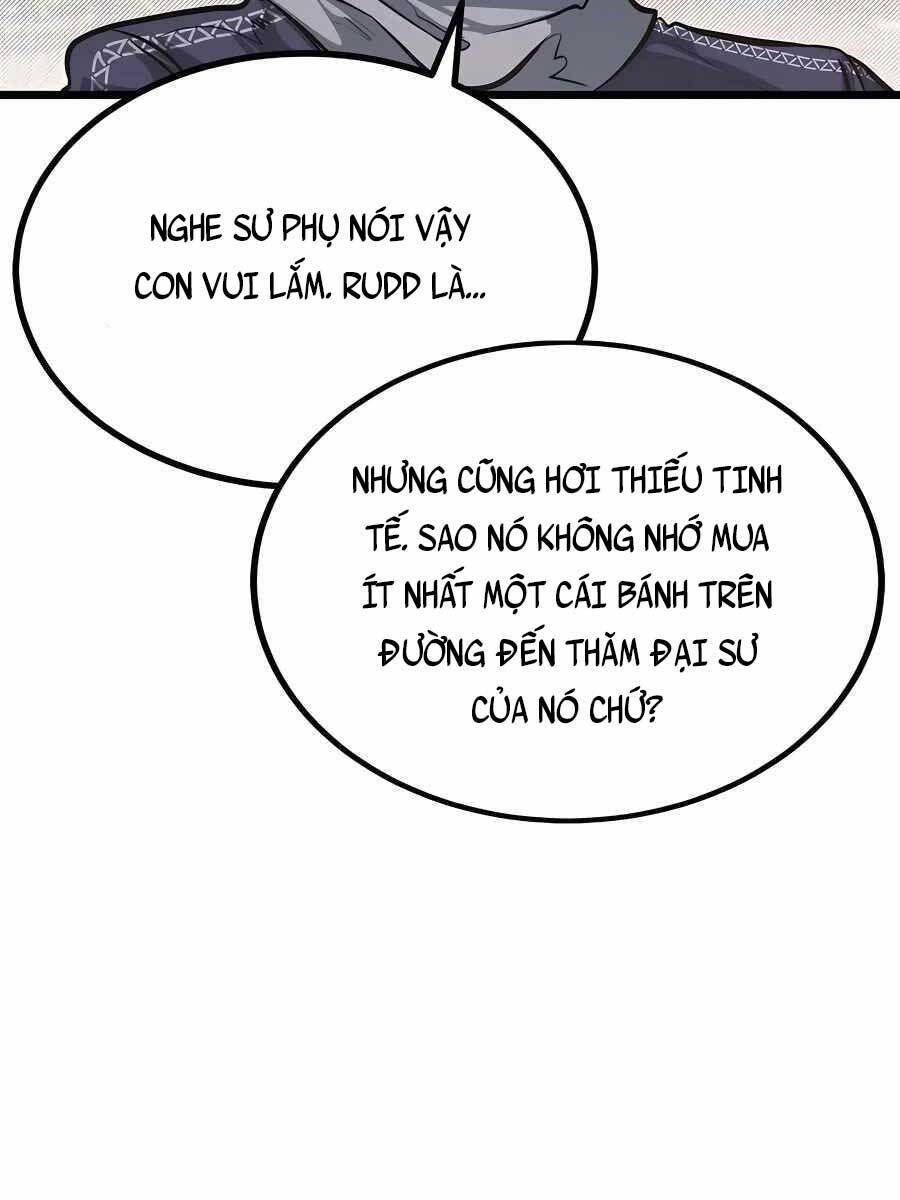 NGHE SƯ PHỤ NÓI VẬY
CON VUI LẮM. RUDD LÀ...
NHƯNG CŨNG HƠI THIẾU TINH
TẾ. SAO NÓ KHÔNG NHỚ MUA
ÍT NHẤT MỘT CÁI BÁNH TRÊN
ĐƯỜNG ĐẾN THĂM ĐẠI SƯ
CỦA NÓ CHỨ?